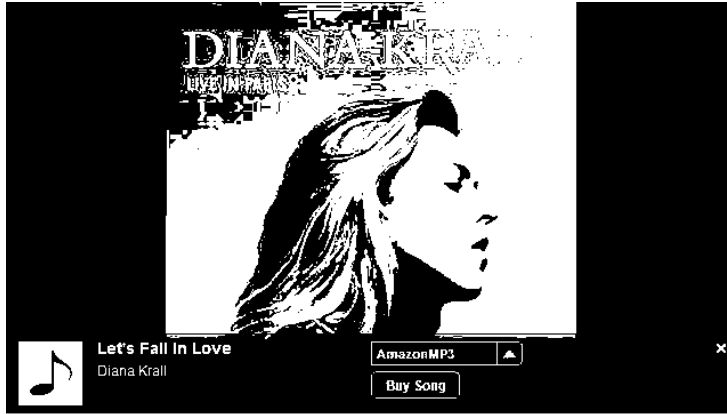 DIANA KRALL
LIVE IN PARIS
Let's Fall In Love
Diana Krall
AmazonMP3
Buy Song